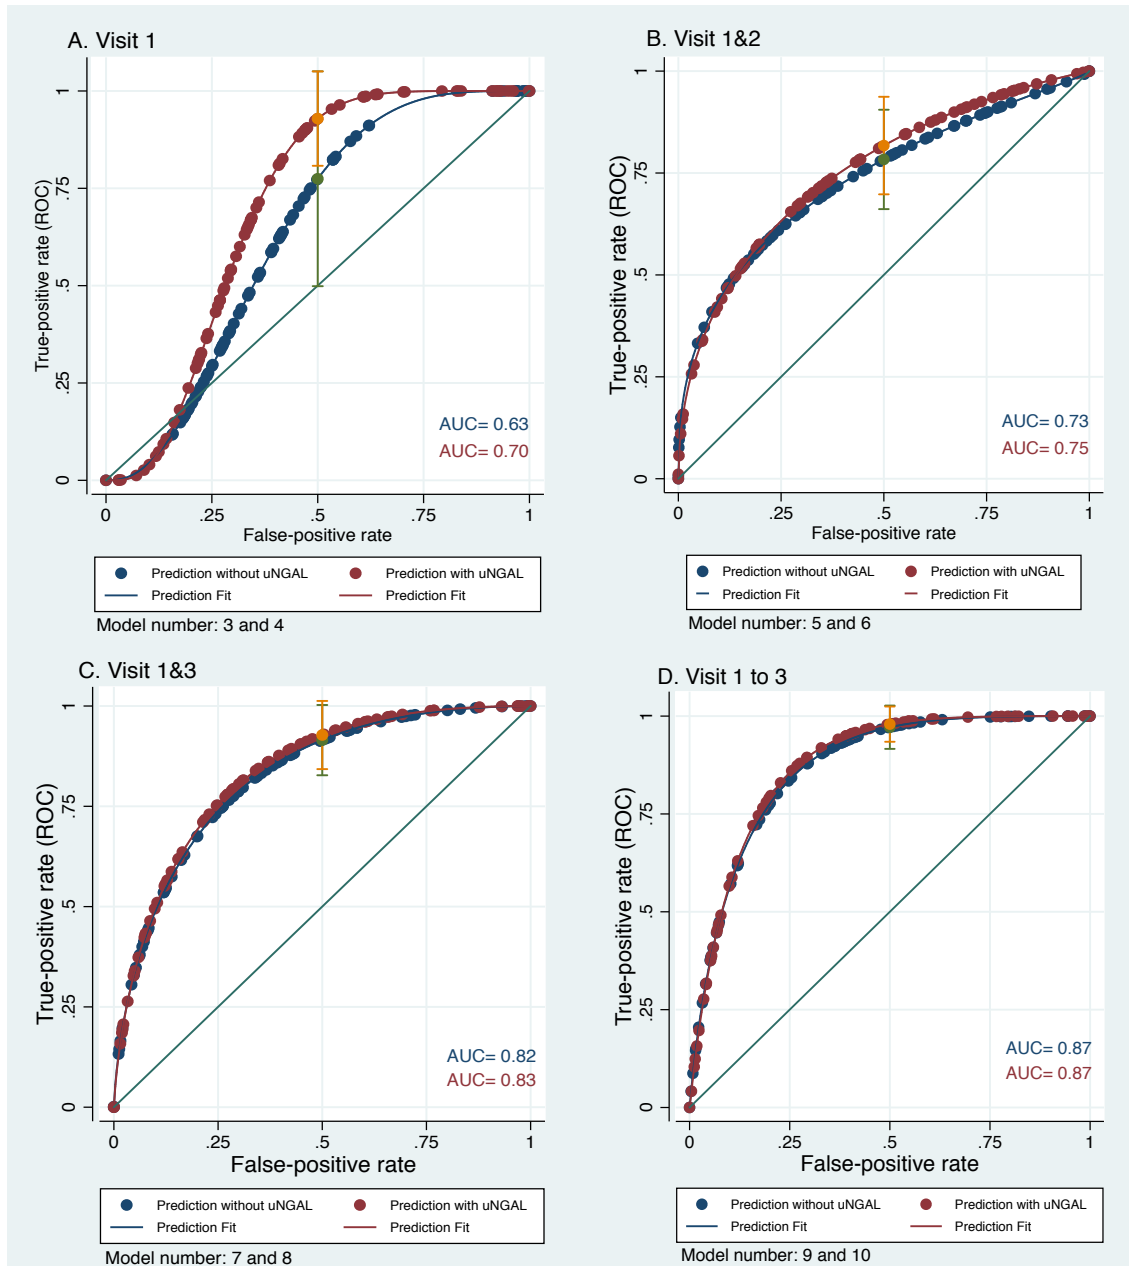 A. Visit 1
True-positive rate (ROC)
1
.75
.5
.25
0
AUC= 0.63
AUC= 0.70
0 .25 .5 .75 1
False-positive rate
Prediction without uNGAL Prediction with uNGAL
Prediction Fit Prediction Fit
Model number: 3 and 4
B. Visit 1&2
True-positive rate (ROC)
1
.75
.5
.25
0
AUC= 0.73
AUC= 0.75
0 .25 .5 .75 1
False-positive rate
Prediction without uNGAL Prediction with uNGAL
Prediction Fit Prediction Fit
Model number: 5 and 6
C. Visit 1&3
True-positive rate (ROC)
1
.75
.5
.25
0
AUC= 0.82
AUC= 0.83
0 .25 .5 .75 1
False-positive rate
Prediction without uNGAL Prediction with uNGAL
Prediction Fit Prediction Fit
Model number: 7 and 8
D. Visit 1 to 3
True-positive rate (ROC)
1
.75
.5
.25
0
AUC= 0.87
AUC= 0.87
0 .25 .5 .75 1
False-positive rate
Prediction without uNGAL Prediction with uNGAL
Prediction Fit Prediction Fit
Model number: 9 and 10